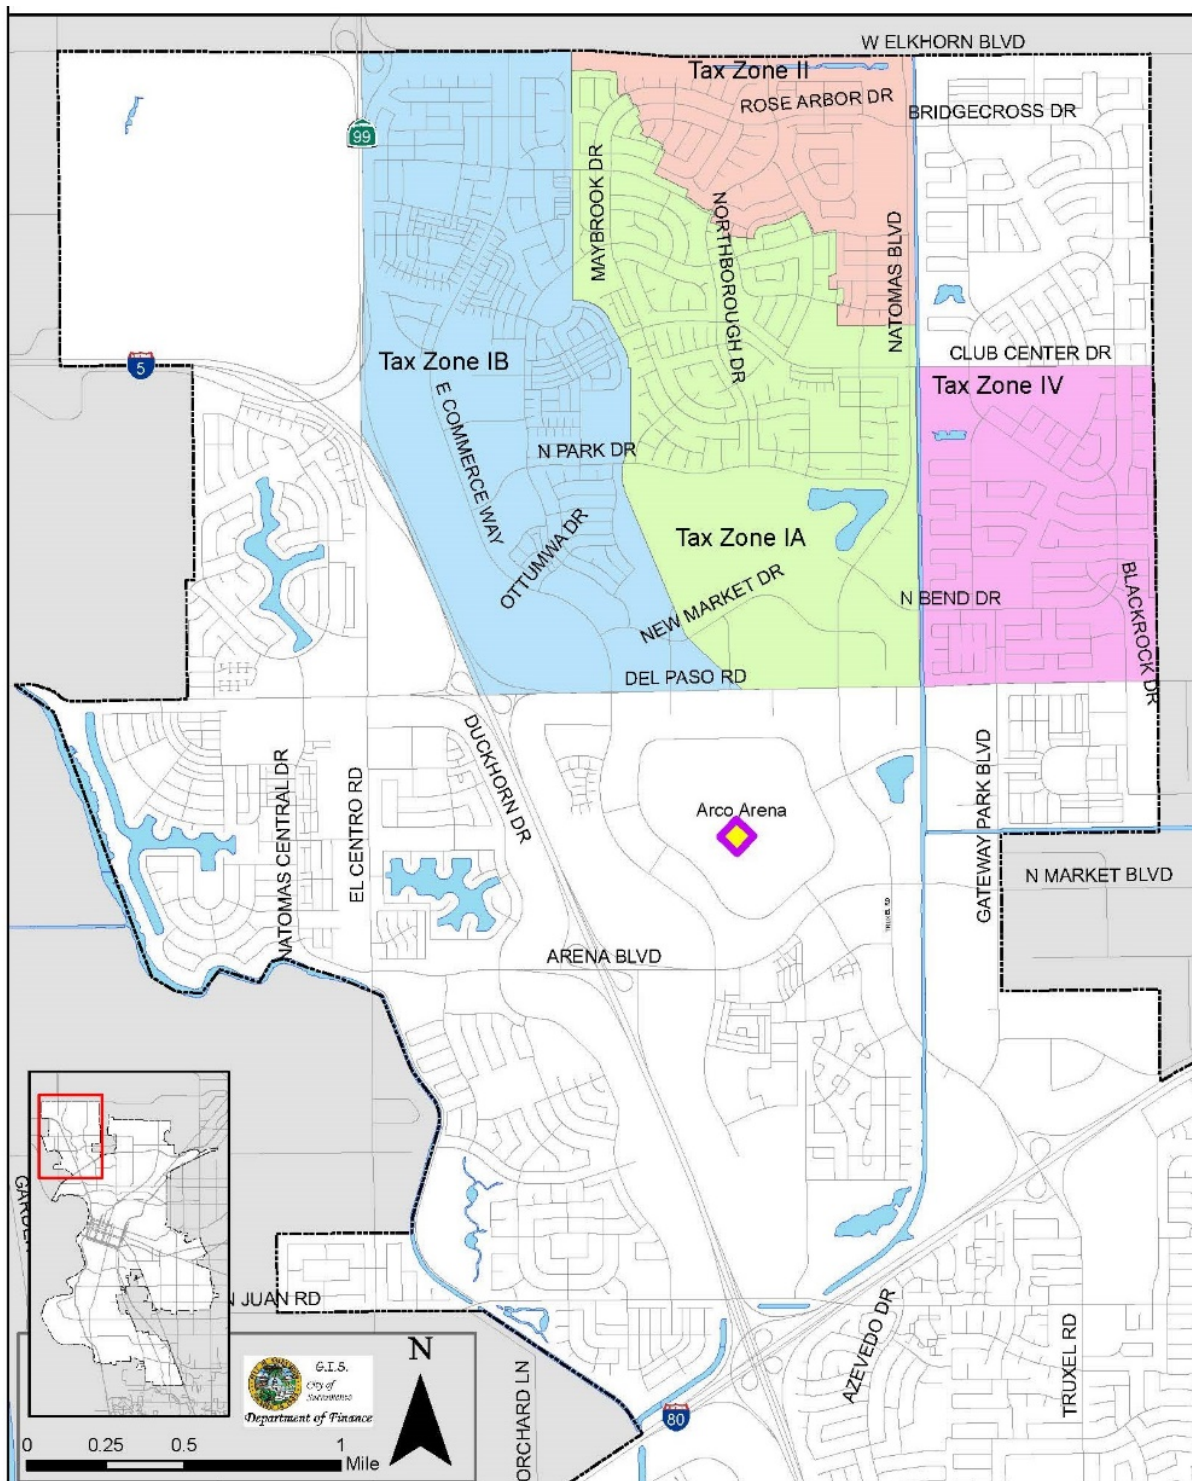 W ELKHORN BLVD
Tax Zone II
ROSE ARBOR DR
BRIDGECROSS DR
99
MAYBROOK DR
NORTHBOROUGH DR
NATOMAS BLVD
CLUB CENTER DR
5
Tax Zone IB
Tax Zone IV
E COMMERCE WAY
N PARK DR
OTTUMWA DR
Tax Zone IA
NEW MARKET DR
N BEND DR
BLACKROCK DR
DEL PASO RD
DUCKHORN DR
NATOMAS CENTRAL DR
EL CENTRO RD
GATEWAY PARK BLVD
Arco Arena
N MARKET BLVD
TRUXEL RD
ARENA BLVD
N JUAN RD
AZEVEDO DR
TRUXEL RD
ORCHARD LN
80
N
G.I.S.
City of
Sacramento
Department of Finance
0 0.25 0.5 1
Mile